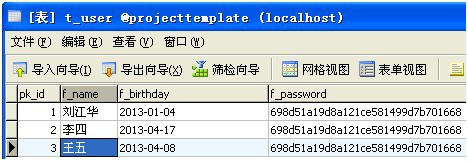 [表] t_user @projecttemplate (localhost)
文件(F) 编辑(E) 查看(V) 窗口(W)
导入向导(I) 导出向导(X) 筛检向导 网格视图 表单视图
pk_id f_name f_birthday f_password
1 刘江华 2013-01-04 698d51a19d8a121ce581499d7b701668
2 李四 2013-04-17 698d51a19d8a121ce581499d7b701668
3 王五 2013-04-08 698d51a19d8a121ce581499d7b701668